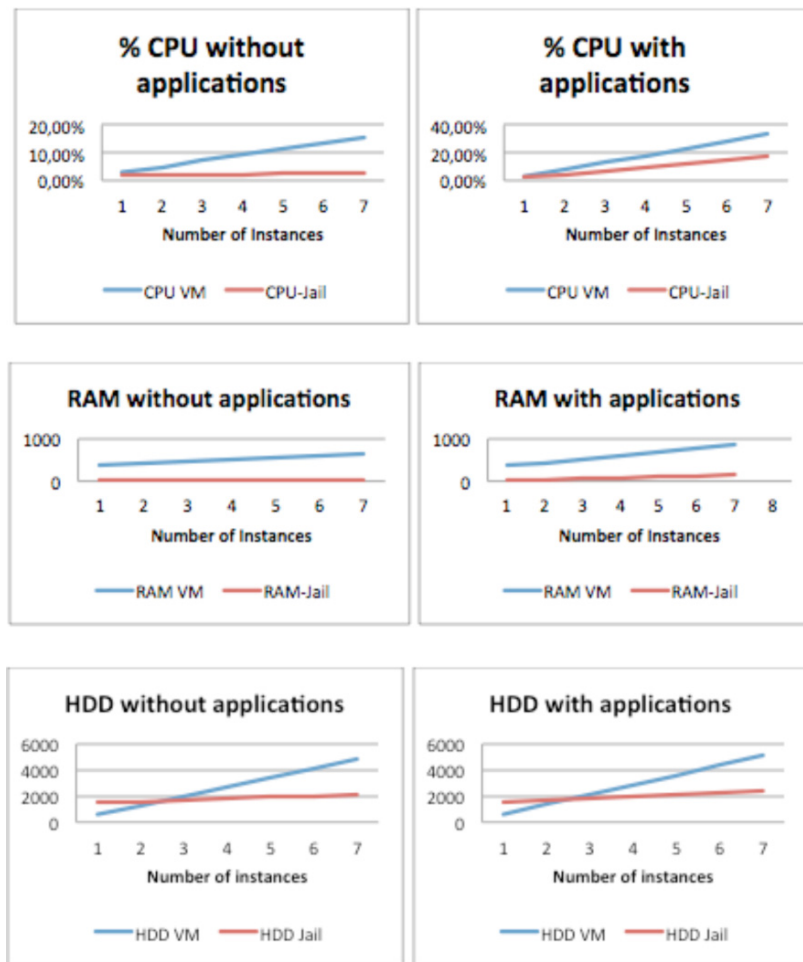 % CPU without
applications
20,00%
10,00%
0,00%
1 2 3 4 5 6 7
Number of Instances
CPU VM CPU-Jail
% CPU with
applications
40,00%
20,00%
0,00%
1 2 3 4 5 6 7
Number of Instances
CPU VM CPU-Jail
RAM without applications
1000
0
1 2 3 4 5 6 7
Number of Instances
RAM VM RAM-Jail
RAM with applications
1000
0
1 2 3 4 5 6 7 8
Number of Instances
RAM VM RAM-Jail
HDD without applications
6000
4000
2000
0
1 2 3 4 5 6 7
Number of instances
HDD VM HDD Jail
HDD with applications
6000
4000
2000
0
1 2 3 4 5 6 7
Number of instances
HDD VM HDD Jail